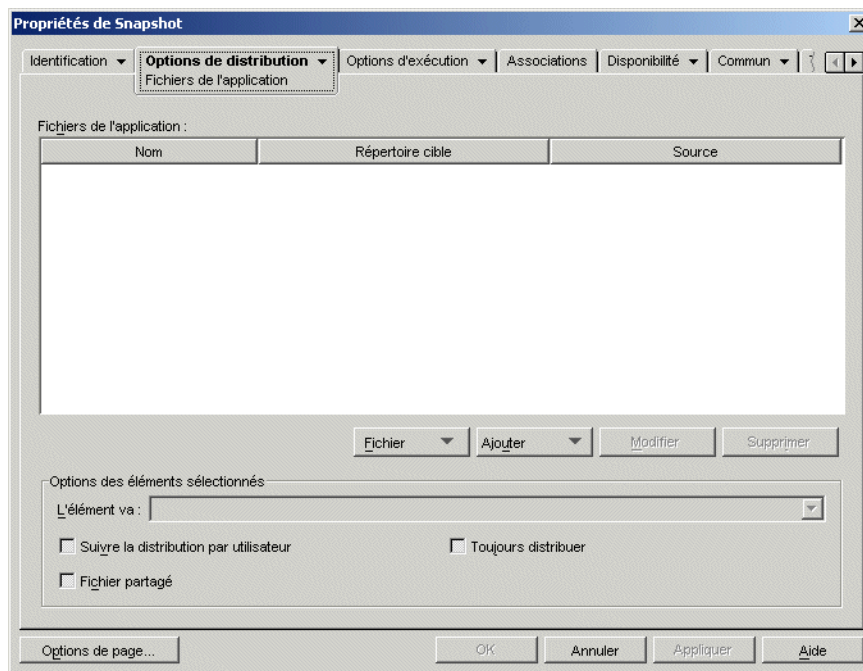 Propriétés de Snapshot
Identification Options de distribution Options d'exécution Associations Disponibilité Commun
Fichiers de l'application
Fichiers de l'application :
Nom Répertoire cible Source
Fichier Ajouter Modifier Supprimer
Options des éléments sélectionnés
L'élément va :
Suivre la distribution par utilisateur Toujours distribuer
Fichier partagé
Options de page... OK Annuler Appliquer Aide